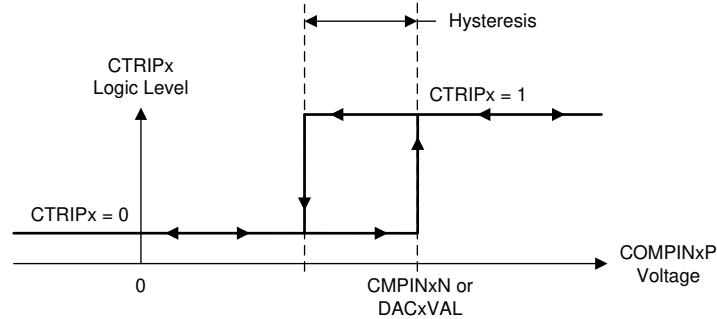 Hysteresis
CTRIPx
Logic Level
CTRIPx = 1
CTRIPx = 0
COMPINxP
Voltage
0
CMPINxN or
DACxVAL